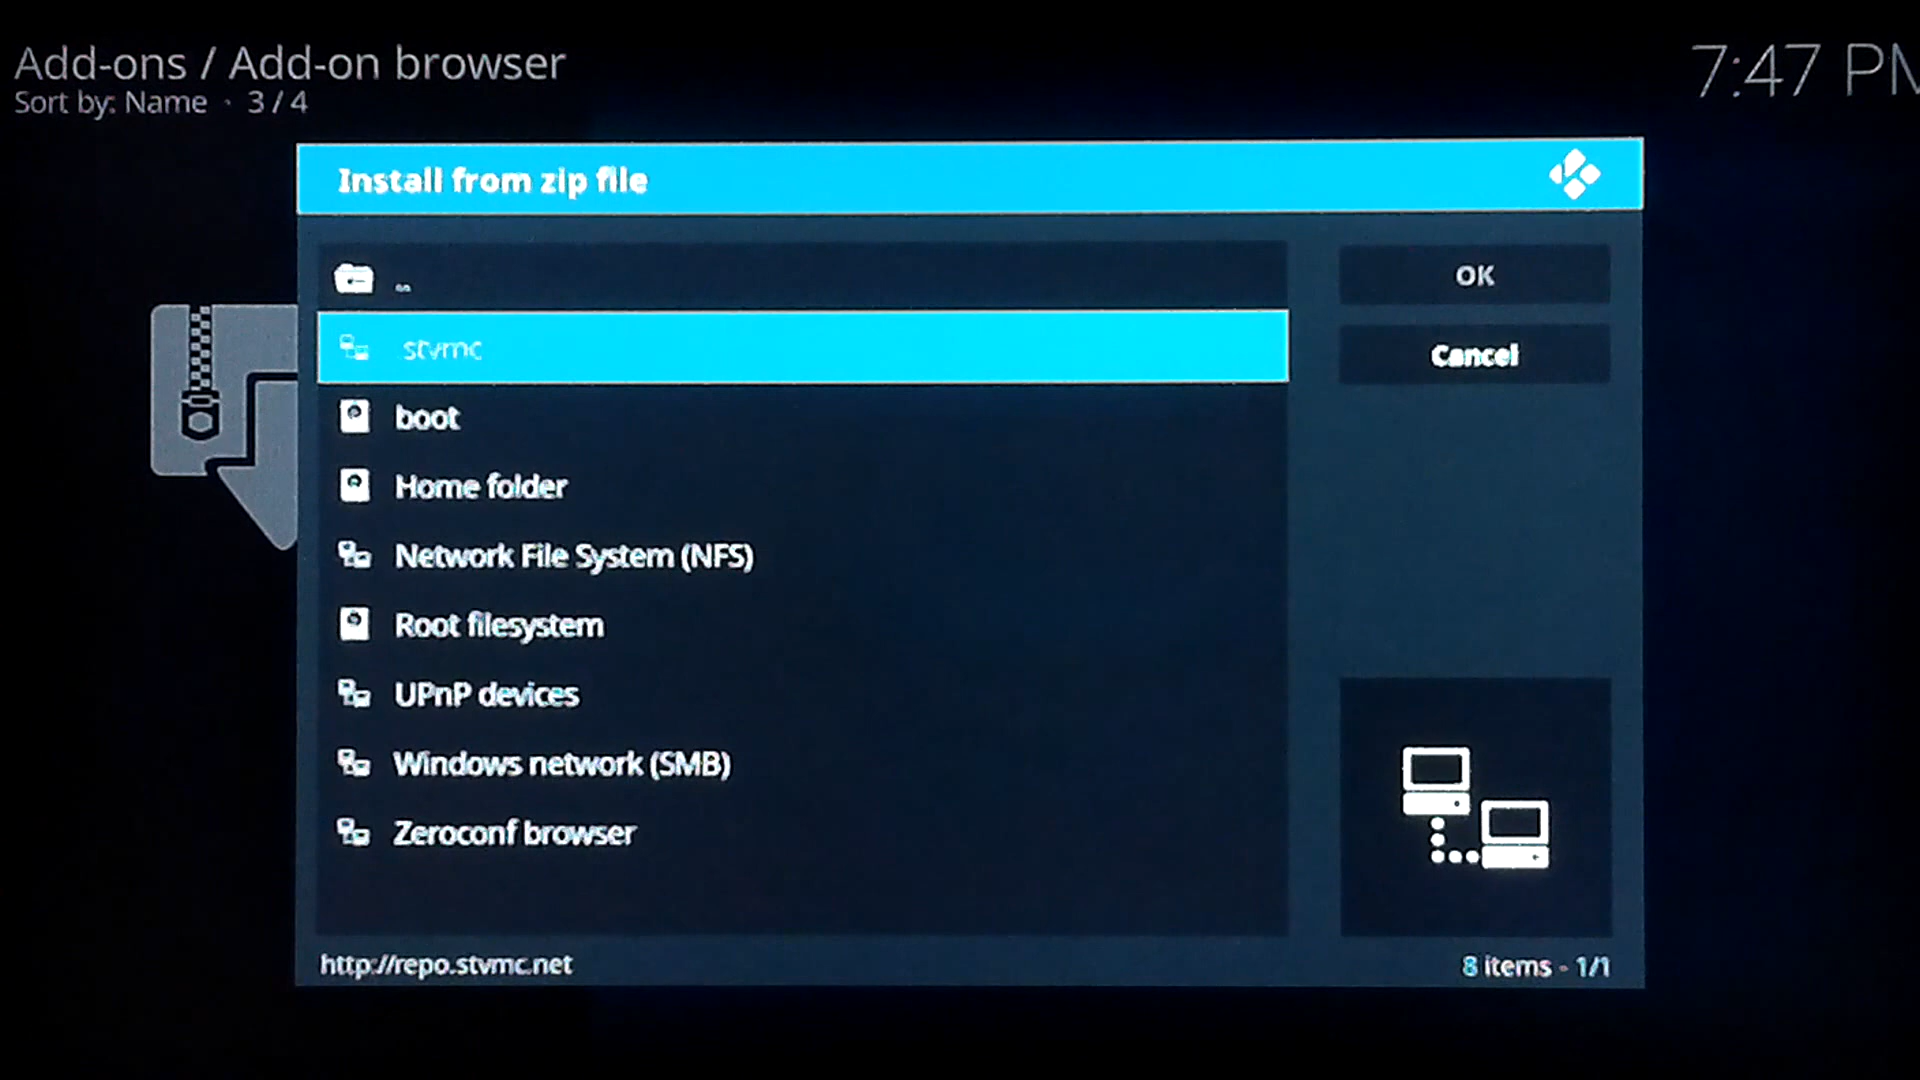 Add-ons / Add-on browser
Sort by: Name · 3 / 4
7:47 PM
Install from zip file
..
.stvmc
boot
Home folder
Network File System (NFS)
Root filesystem
UPnP devices
Windows network (SMB)
Zeroconf browser
OK
Cancel
http://repo.stvmc.net
8 items - 1/1